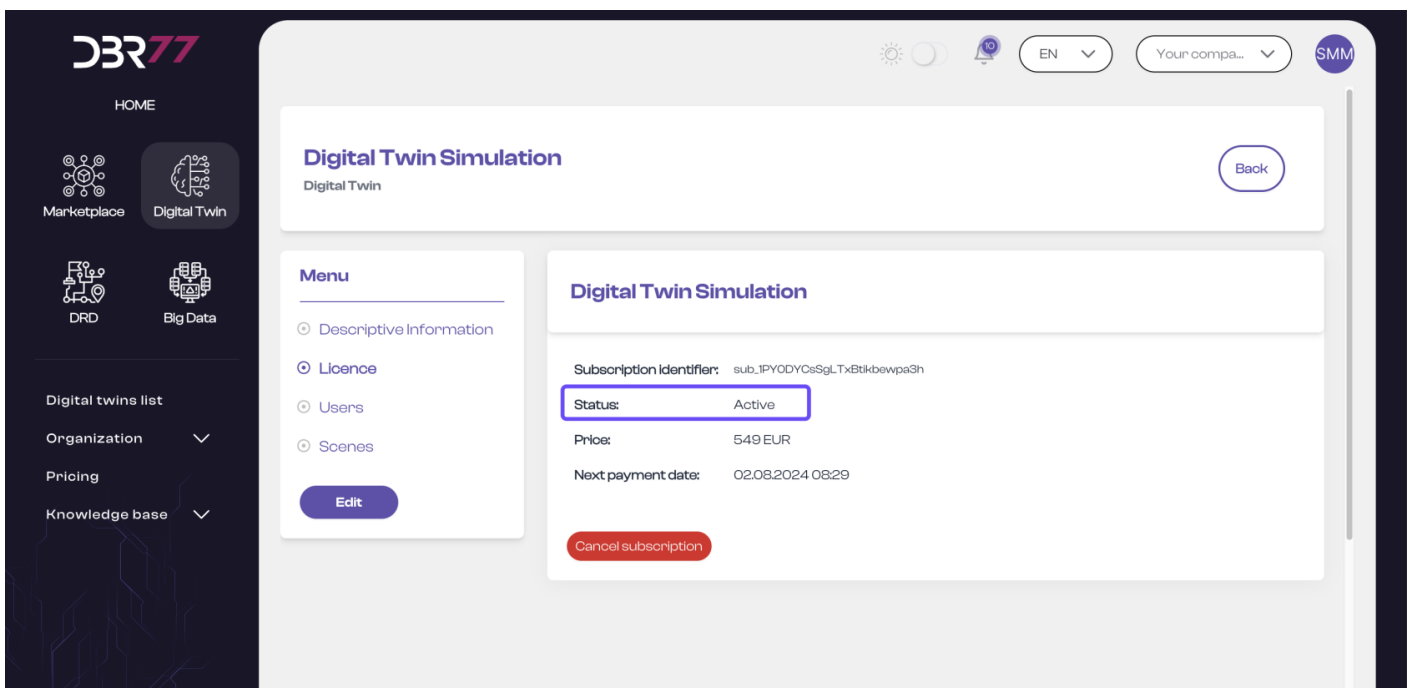 DBR77
HOME
Marketplace
Digital Twin
DRD
Big Data
Digital twins list
Organization
Pricing
Knowledge base
10
EN
Your compa...
SMM
Digital Twin Simulation
Digital Twin
Back
Menu
Descriptive Information
Licence
Users
Scenes
Edit
Digital Twin Simulation
Subscription identifier: sub_1PY0DYCsSgLTxBtikbewpa3h
Status: Active
Price: 549 EUR
Next payment date: 02.08.2024 08:29
Cancel subscription